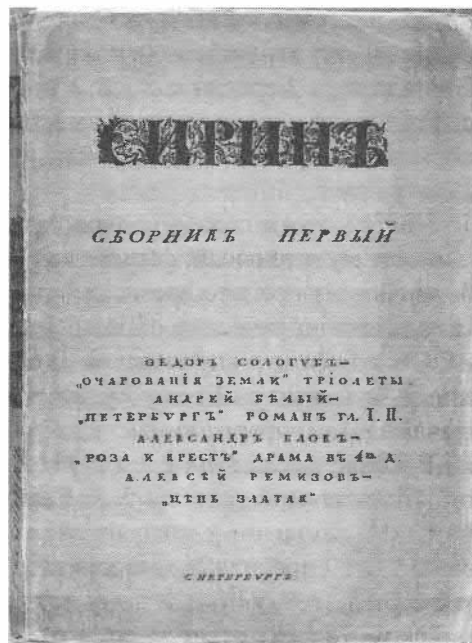 СИРИНЪ
СБОРНИКЪ ПЕРВЫЙ
ѲЕДОРЪ СОЛОГУБЪ—
„ОЧАРОВАНІЯ ЗЕМЛИ“ ТРІОЛЕТЫ.
АНДРЕЙ БѢЛЫЙ—
„ПЕТЕРБУРГЪ“ РОМАНЪ ГЛ. I. II.
АЛЕКСАНДРЪ БЛОКЪ—
„РОЗА И КРЕСТЪ“ ДРАМА ВЪ 4хъ Д.
АЛЕКСѢЙ РЕМИЗОВЪ—
„ЦѢПЬ ЗЛАТАЯ“
С ПЕТЕРБУРГЪ